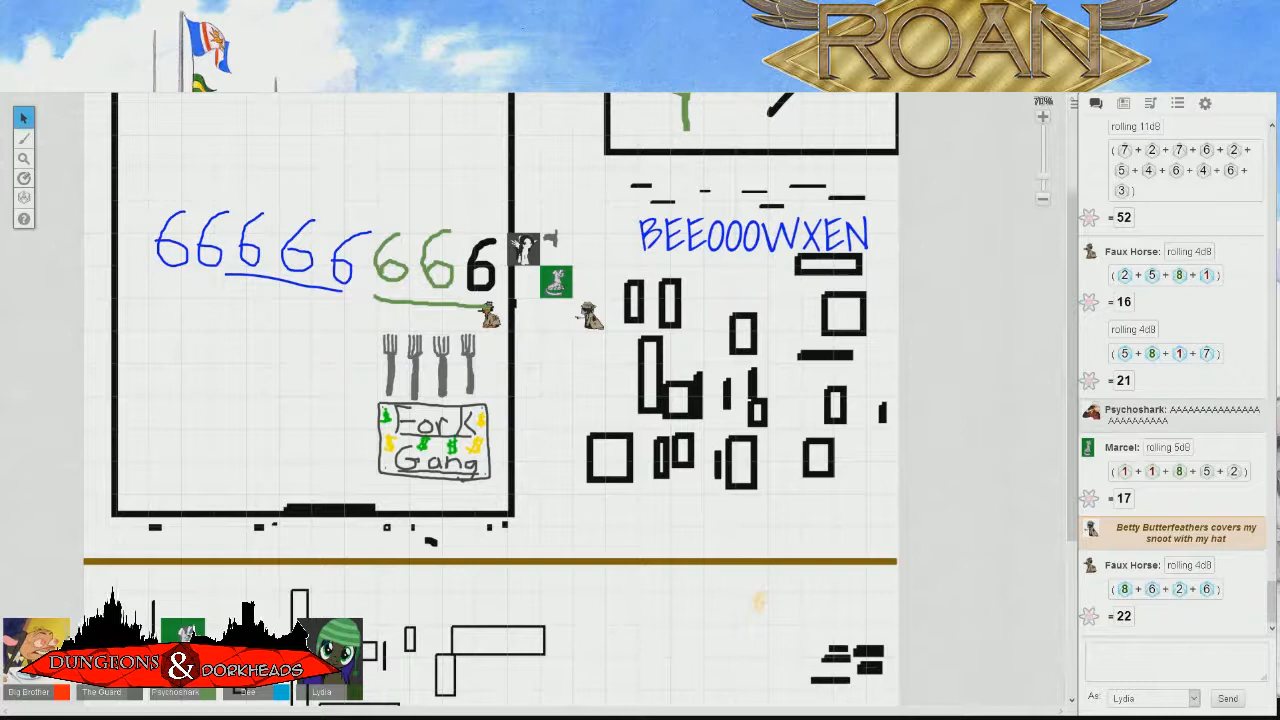 ROAN
70%
rolling 11d8
(7+2+7+6+2+
5+4+6+4+6+
3)
= 52
Faux Horse: rolling 4d8
(2+5+8+1)
= 16
rolling 4d8
(5+8+1+7)
= 21
Psychoshark: AAAAAAAAAAAAAAA
AAAAAAAAAA
Marcel: rolling 5d8
(1+1+8+5+2)
= 17
Betty Butterfeathers covers my
snoot with my hat
Faux Horse: rolling 4d8
(8+6+2+6)
= 22
As: Lydia Send
66666666
BEEOOOWXEN
Fork
Gang
6
DUNGEONS & DORKHEADS
Big Brother The Guard Psychoshark Bee Lydia